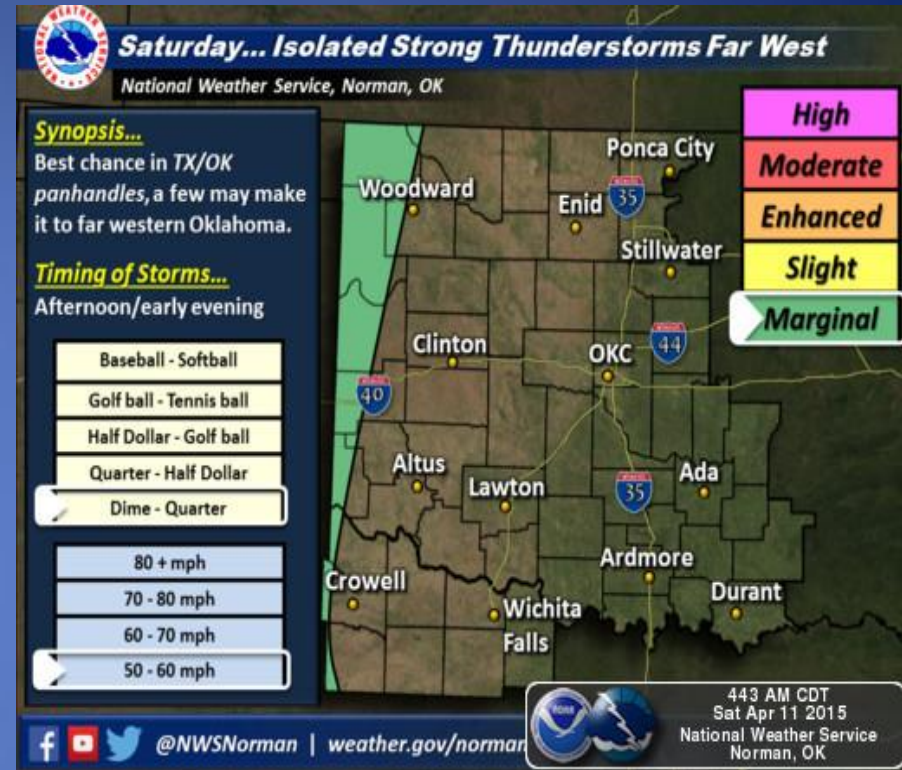 NATIONAL WEATHER SERVICE
Saturday... Isolated Strong Thunderstorms Far West
National Weather Service, Norman, OK
Synopsis...
Best chance in TX/OK
panhandles, a few may make
it to far western Oklahoma.
Timing of Storms...
Afternoon/early evening
Baseball - Softball
Golf ball - Tennis ball
Half Dollar - Golf ball
Quarter - Half Dollar
Dime - Quarter
80 + mph
70 - 80 mph
60 - 70 mph
50 - 60 mph
Ponca City
Woodward
Enid
35
Stillwater
Clinton
OKC
44
40
Altus
Lawton
35
Ada
Crowell
Ardmore
Wichita
Falls
Durant
High
Moderate
Enhanced
Slight
Marginal
@NWSNorman | weather.gov/norman
NOAA
443 AM CDT
Sat Apr 11 2015
National Weather Service
Norman, OK